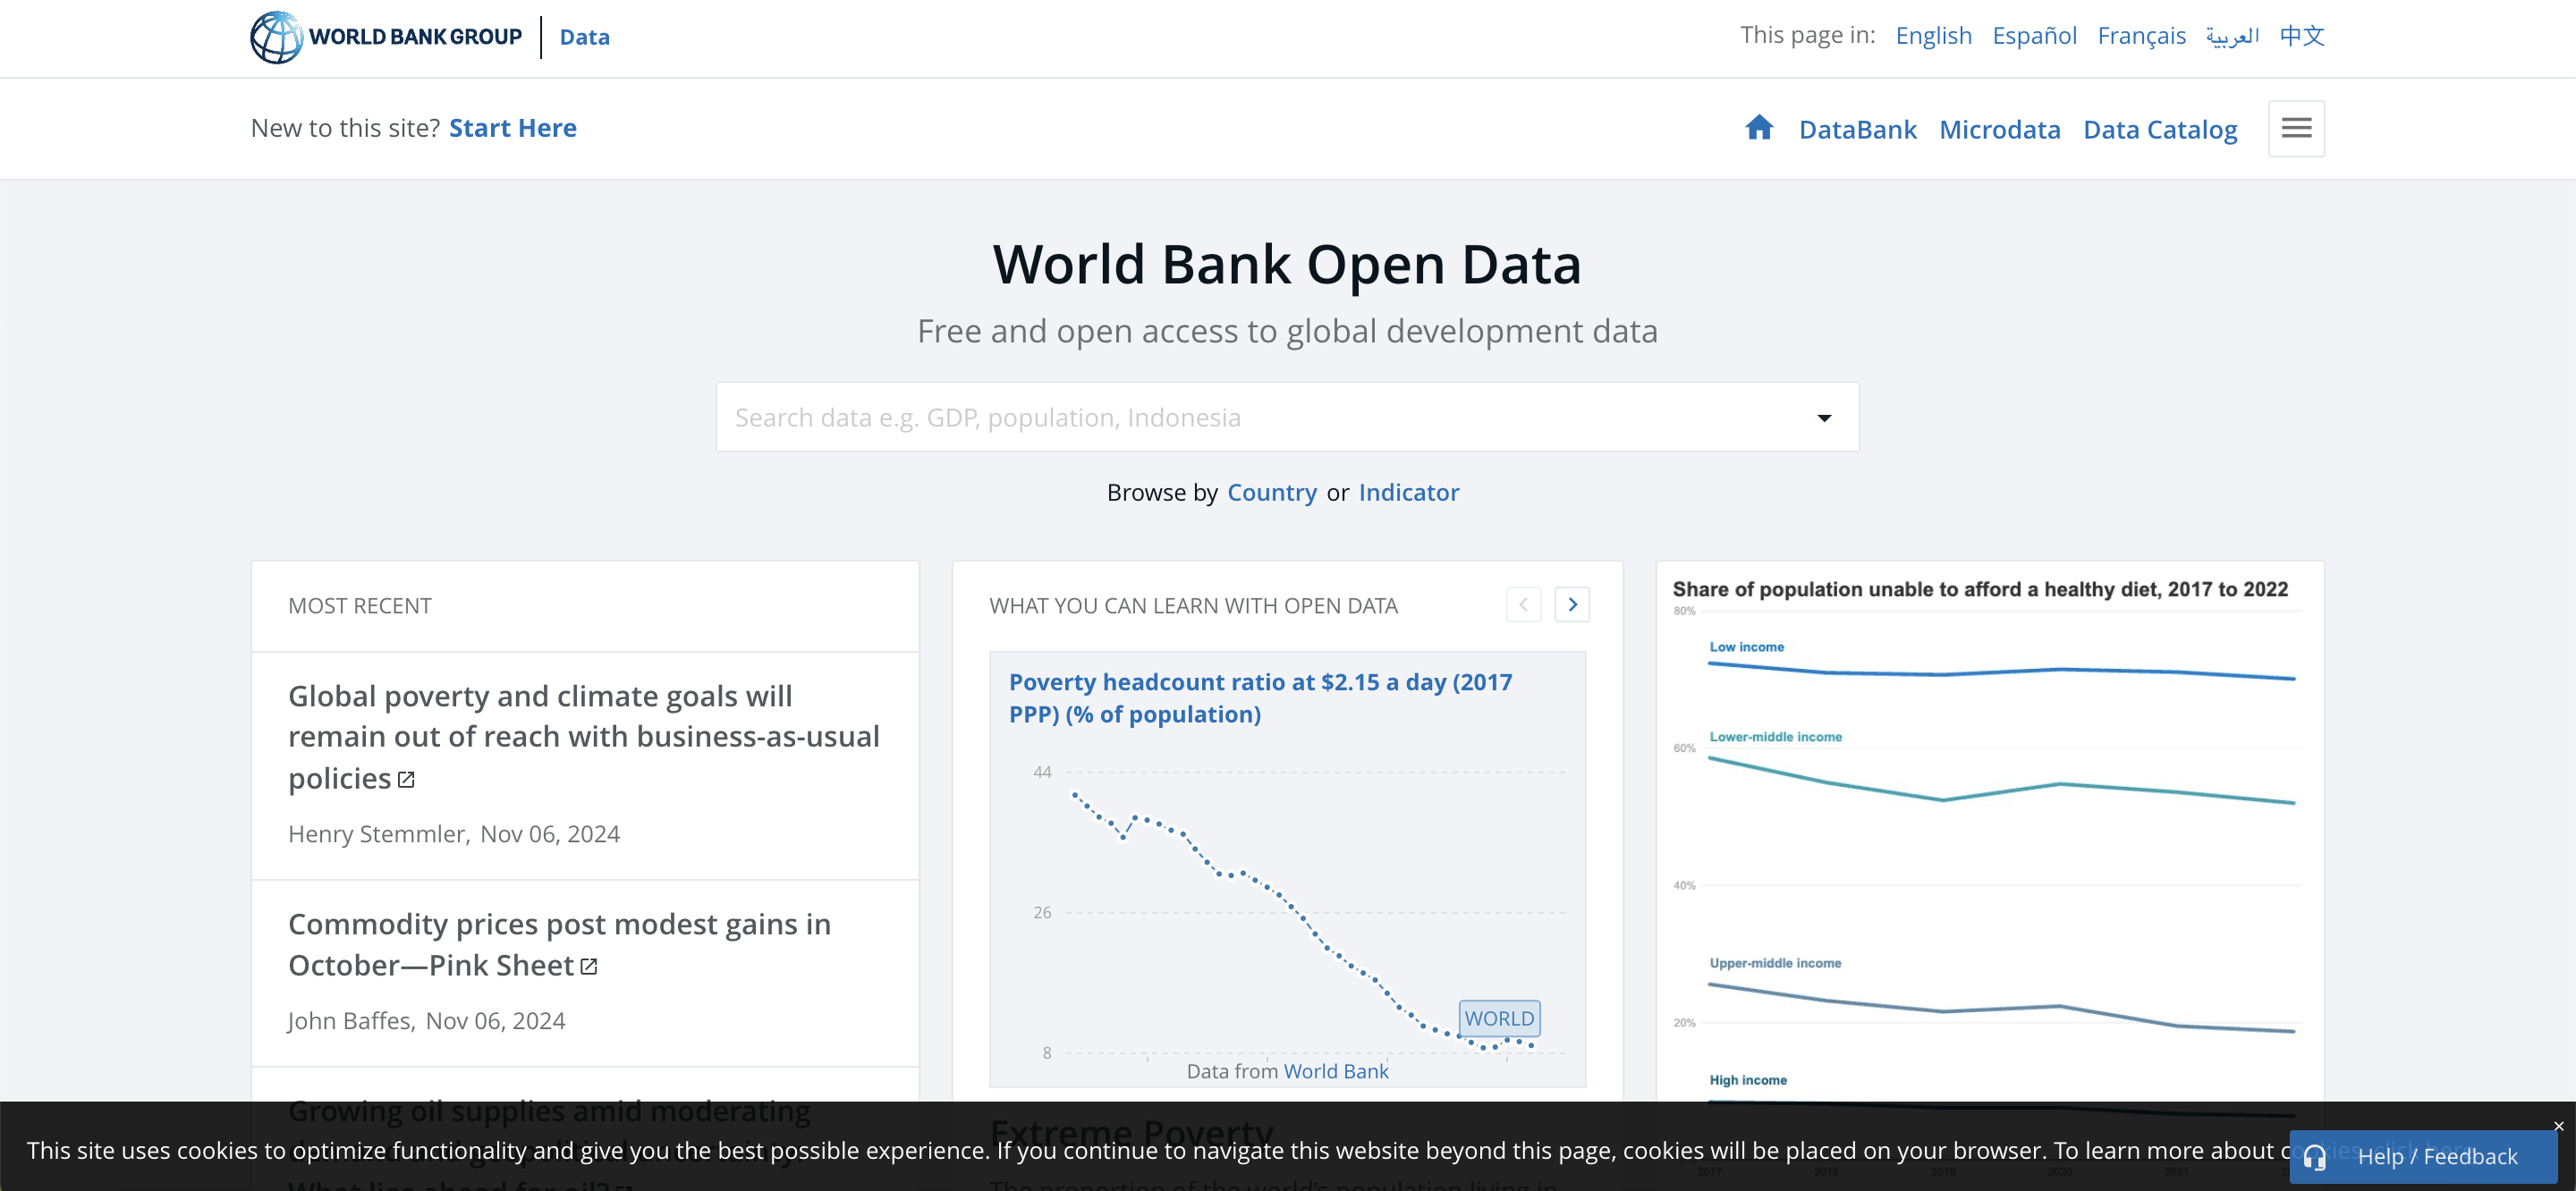 WORLD BANK GROUP
Data
This page in: English Español Français العربية 中文
New to this site? Start Here
DataBank Microdata Data Catalog
World Bank Open Data
Free and open access to global development data
Search data e.g. GDP, population, Indonesia
Browse by Country or Indicator
MOST RECENT
Global poverty and climate goals will
remain out of reach with business-as-usual
policies
Henry Stemmler, Nov 06, 2024
Commodity prices post modest gains in
October—Pink Sheet
John Baffes, Nov 06, 2024
Growing oil supplies amid moderating
What lies ahead for oil?
WHAT YOU CAN LEARN WITH OPEN DATA
Poverty headcount ratio at $2.15 a day (2017
PPP) (% of population)
44
26
8
WORLD
Data from World Bank
Extreme Poverty
The proportion of the world's population living in
Share of population unable to afford a healthy diet, 2017 to 2022
80%
Low income
Lower-middle income
60%
40%
Upper-middle income
20%
High income
2017 2018 2019 2020 2021
This site uses cookies to optimize functionality and give you the best possible experience. If you continue to navigate this website beyond this page, cookies will be placed on your browser. To learn more about cookies, click here.
×
Help / Feedback